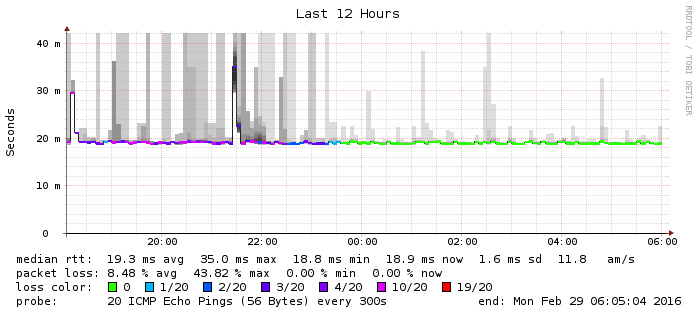 Last 12 Hours
RRDTOOL / TOBI OETIKER
Seconds
40 m
30 m
20 m
10 m
0
20:00 22:00 00:00 02:00 04:00 06:00
median rtt: 19.3 ms avg 35.0 ms max 18.8 ms min 18.9 ms now 1.6 ms sd 11.8 am/s
packet loss: 8.48 % avg 43.82 % max 0.00 % min 0.00 % now
loss color: 0 1/20 2/20 3/20 4/20 10/20 19/20
probe: 20 ICMP Echo Pings (56 Bytes) every 300s end: Mon Feb 29 06:05:04 2016